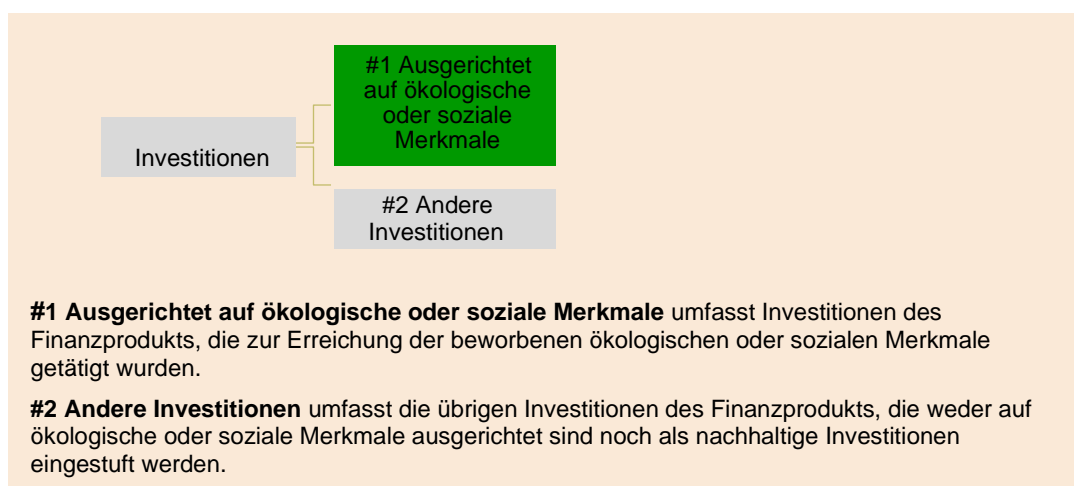 #1 Ausgerichtet
auf ökologische
oder soziale
Merkmale
Investitionen
#2 Andere
Investitionen
#1 Ausgerichtet auf ökologische oder soziale Merkmale umfasst Investitionen des
Finanzprodukts, die zur Erreichung der beworbenen ökologischen oder sozialen Merkmale
getätigt wurden.
#2 Andere Investitionen umfasst die übrigen Investitionen des Finanzprodukts, die weder auf
ökologische oder soziale Merkmale ausgerichtet sind noch als nachhaltige Investitionen
eingestuft werden.